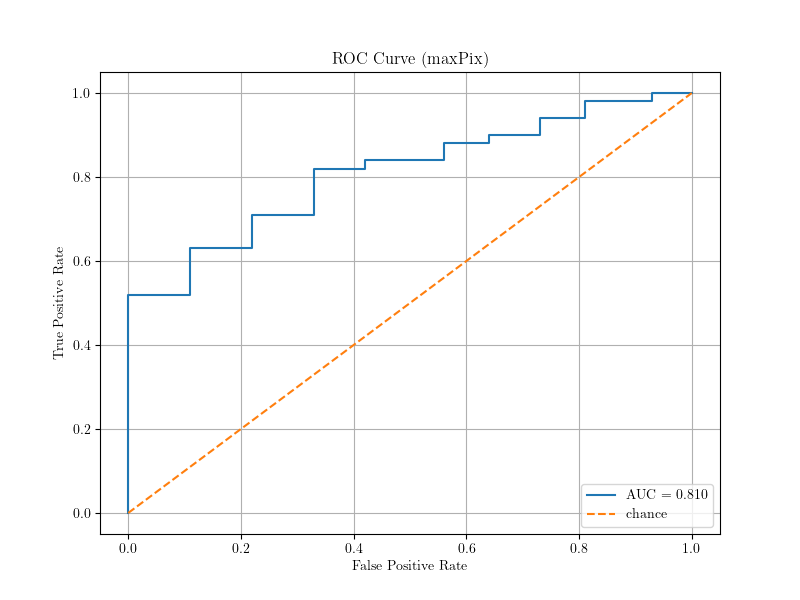 ROC Curve (maxPix)
True Positive Rate
1.0
0.8
0.6
0.4
0.2
0.0
AUC = 0.810
chance
0.0 0.2 0.4 0.6 0.8 1.0
False Positive Rate